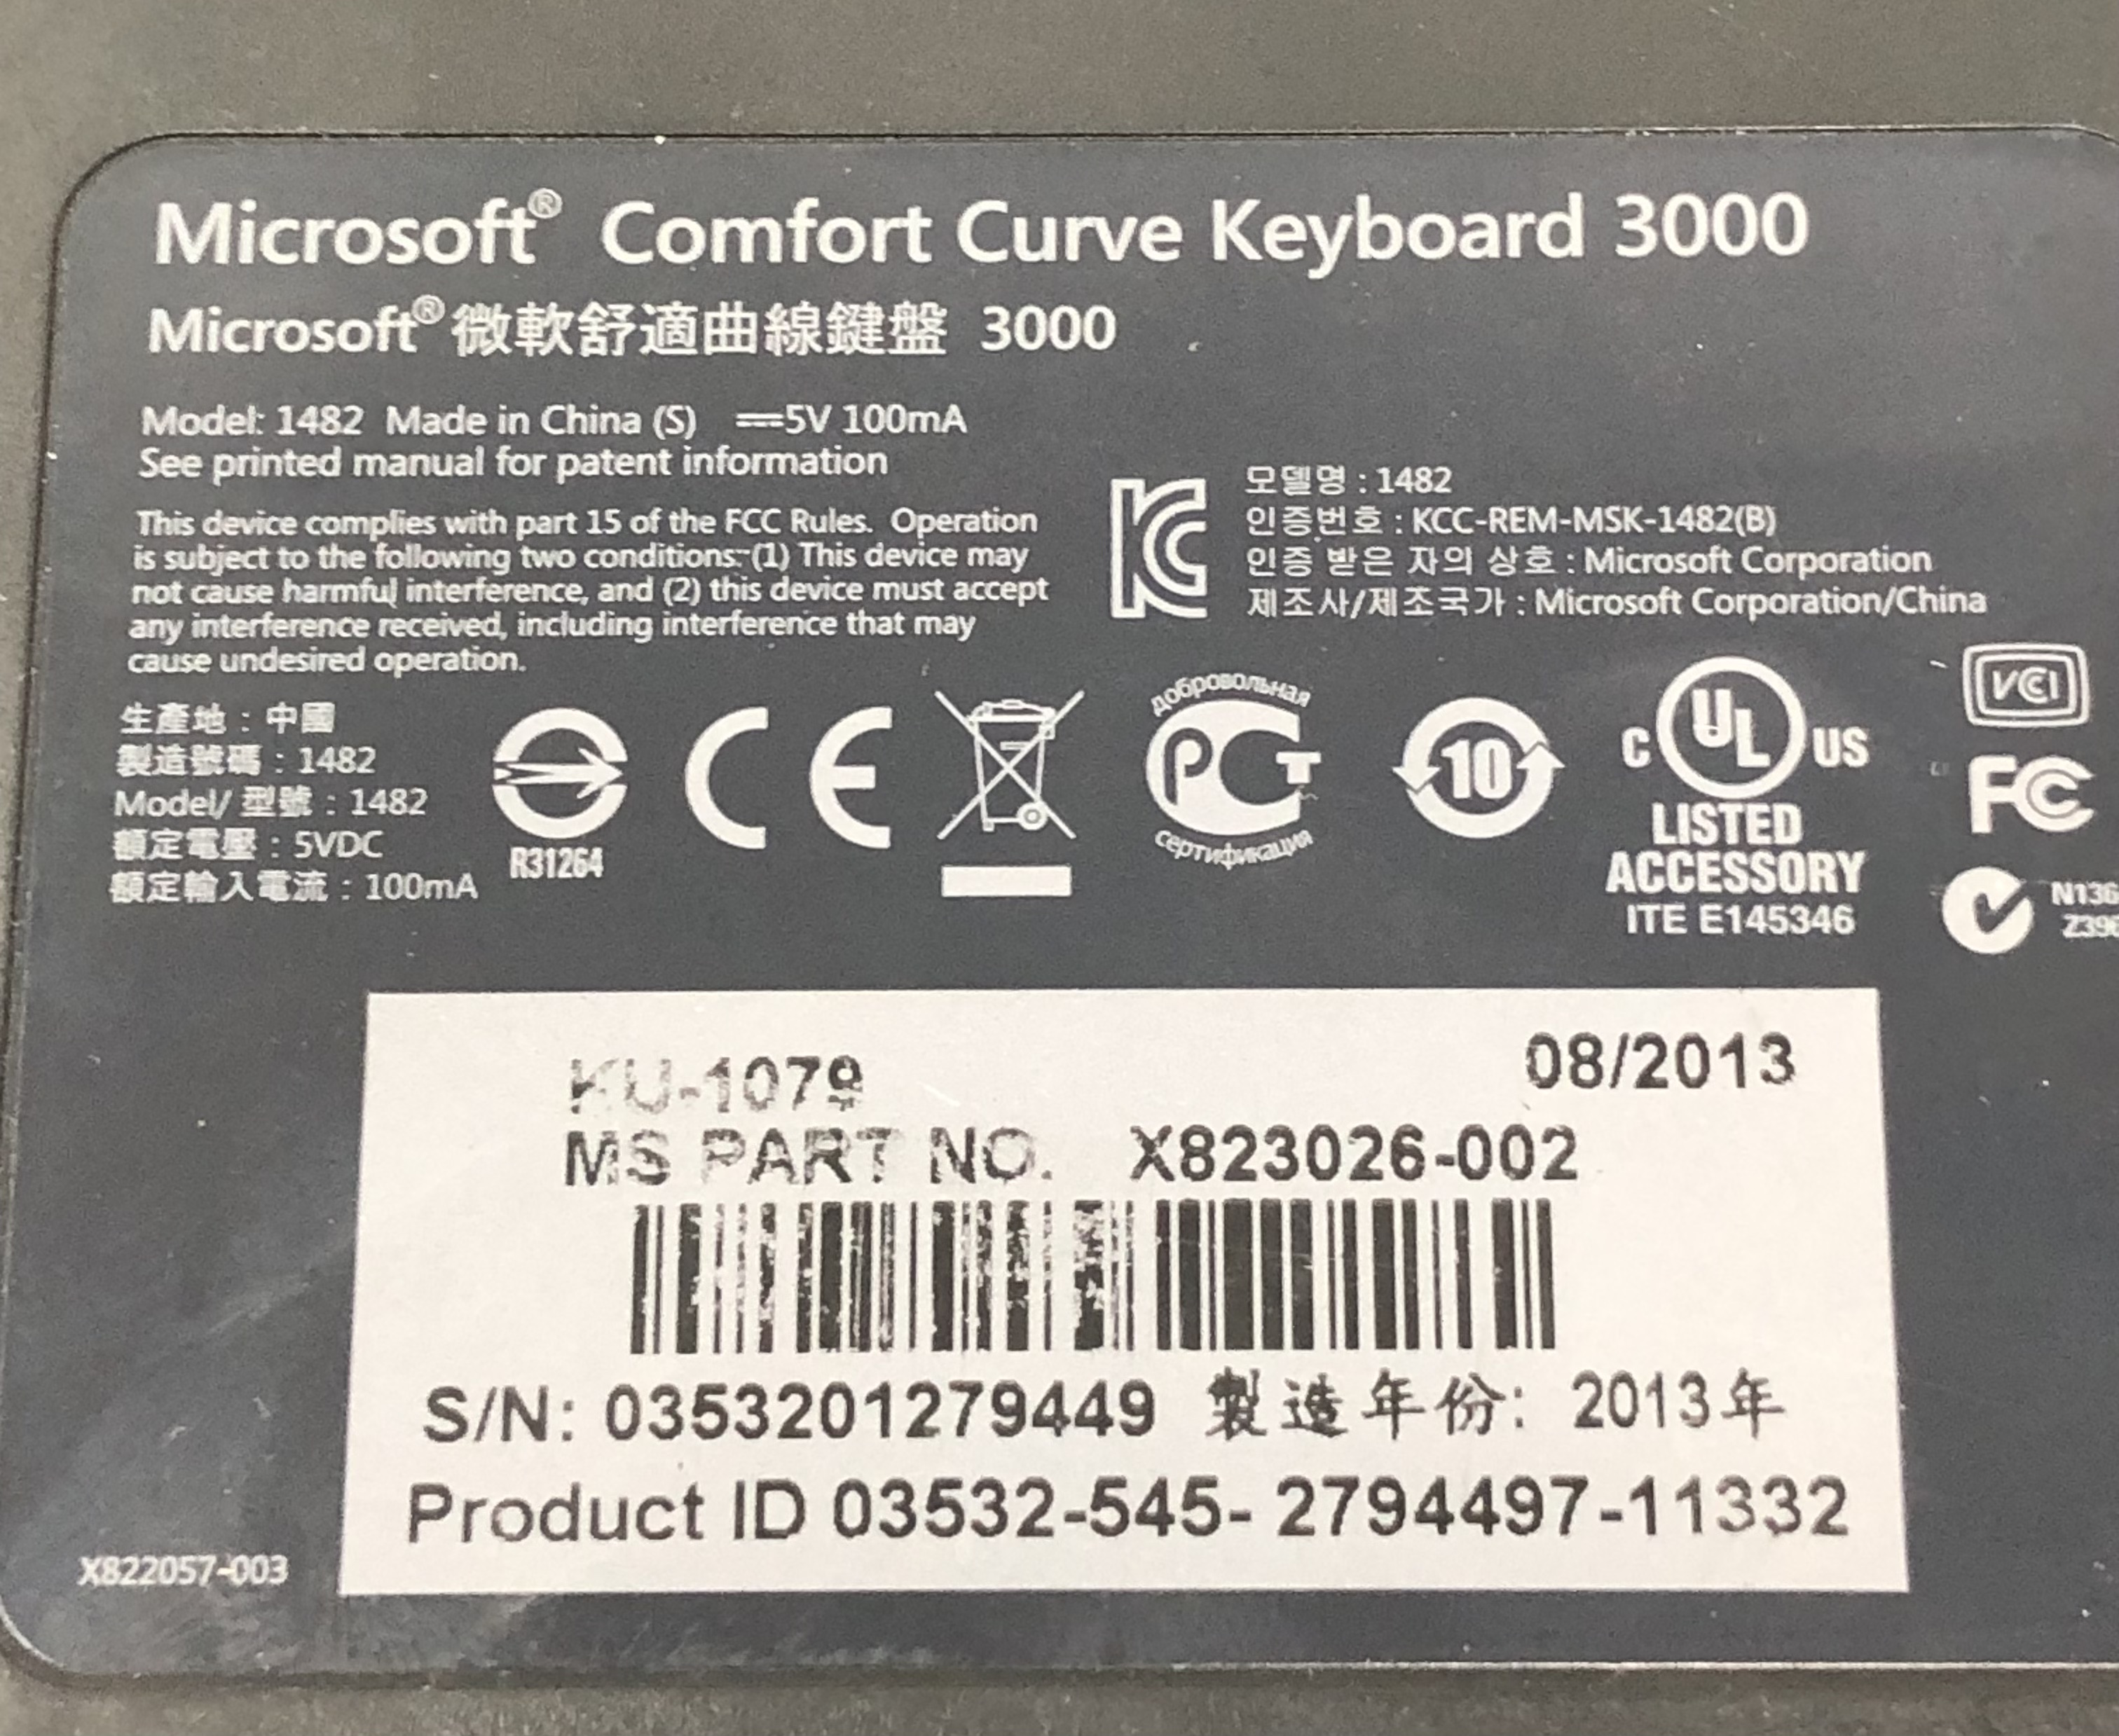 Microsoft® Comfort Curve Keyboard 3000
Microsoft®微軟舒適曲線鍵盤 3000
Model: 1482 Made in China (S) ⎓5V 100mA
See printed manual for patent information
This device complies with part 15 of the FCC Rules. Operation
is subject to the following two conditions: (1) This device may
not cause harmful interference, and (2) this device must accept
any interference received, including interference that may
cause undesired operation.
모델명 : 1482
인증번호 : KCC-REM-MSK-1482(B)
인증 받은 자의 상호 : Microsoft Corporation
제조사/제조국가 : Microsoft Corporation/China
生產地 : 中國
製造號碼 : 1482
Model/ 型號 : 1482
額定電壓 : 5VDC
額定輸入電流 : 100mA
R31264
CE
добровольная
РСТ
сертификация
10
C UL US
LISTED
ACCESSORY
ITE E145346
VCI
FC
KU-1079
08/2013
MS PART NO. X823026-002
S/N: 0353201279449 製造年份: 2013年
Product ID 03532-545- 2794497-11332
X822057-003